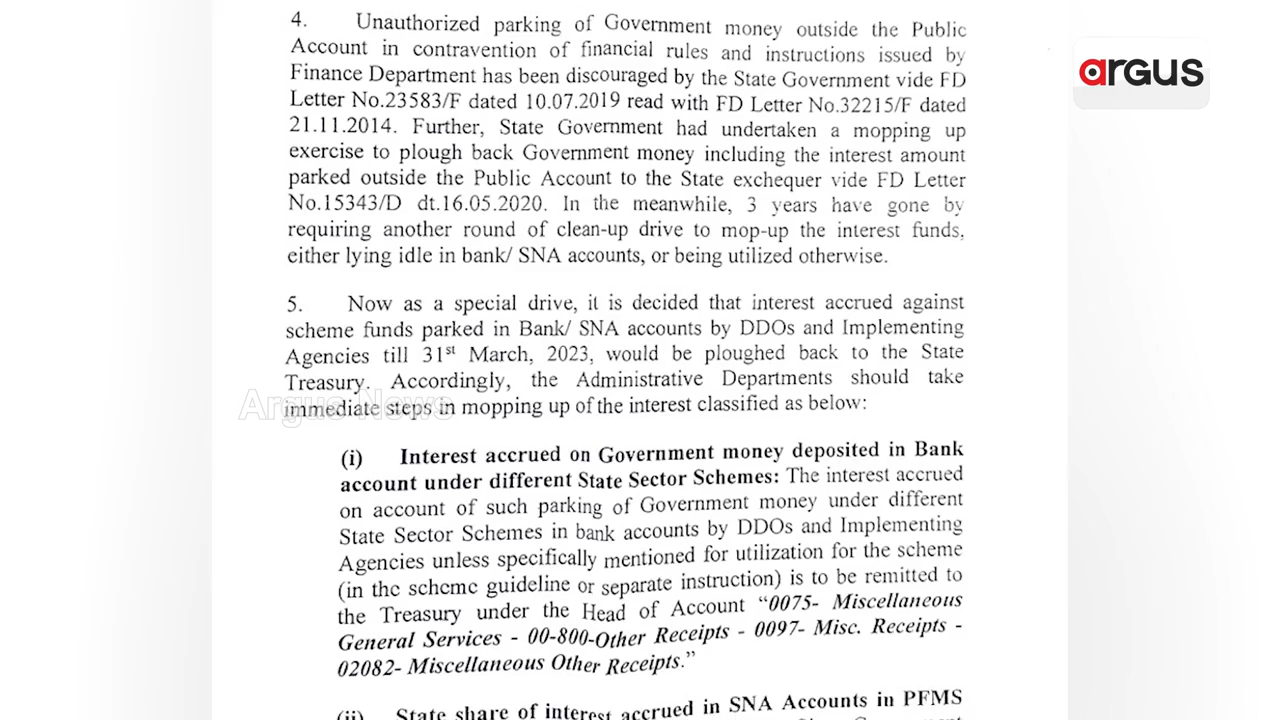 argus
4. Unauthorized parking of Government money outside the Public
Account in contravention of financial rules and instructions issued by
Finance Department has been discouraged by the State Government vide FD
Letter No.23583/F dated 10.07.2019 read with FD Letter No.32215/F dated
21.11.2014. Further, State Government had undertaken a mopping up
exercise to plough back Government money including the interest amount
parked outside the Public Account to the State exchequer vide FD Letter
No.15343/D dt.16.05.2020. In the meanwhile, 3 years have gone by
requiring another round of clean-up drive to mop-up the interest funds,
either lying idle in bank/ SNA accounts, or being utilized otherwise.
5. Now as a special drive, it is decided that interest accrued against
scheme funds parked in Bank/ SNA accounts by DDOs and Implementing
Agencies till 31st March, 2023, would be ploughed back to the State
Treasury. Accordingly, the Administrative Departments should take
immediate steps in mopping up of the interest classified as below:
Argus News
(i) Interest accrued on Government money deposited in Bank
account under different State Sector Schemes: The interest accrued
on account of such parking of Government money under different
State Sector Schemes in bank accounts by DDOs and Implementing
Agencies unless specifically mentioned for utilization for the scheme
(in the scheme guideline or separate instruction) is to be remitted to
the Treasury under the Head of Account “0075- Miscellaneous
General Services - 00-800-Other Receipts - 0097- Misc. Receipts -
02082- Miscellaneous Other Receipts.”
(ii) State share of interest accrued in SNA Accounts in PFMS